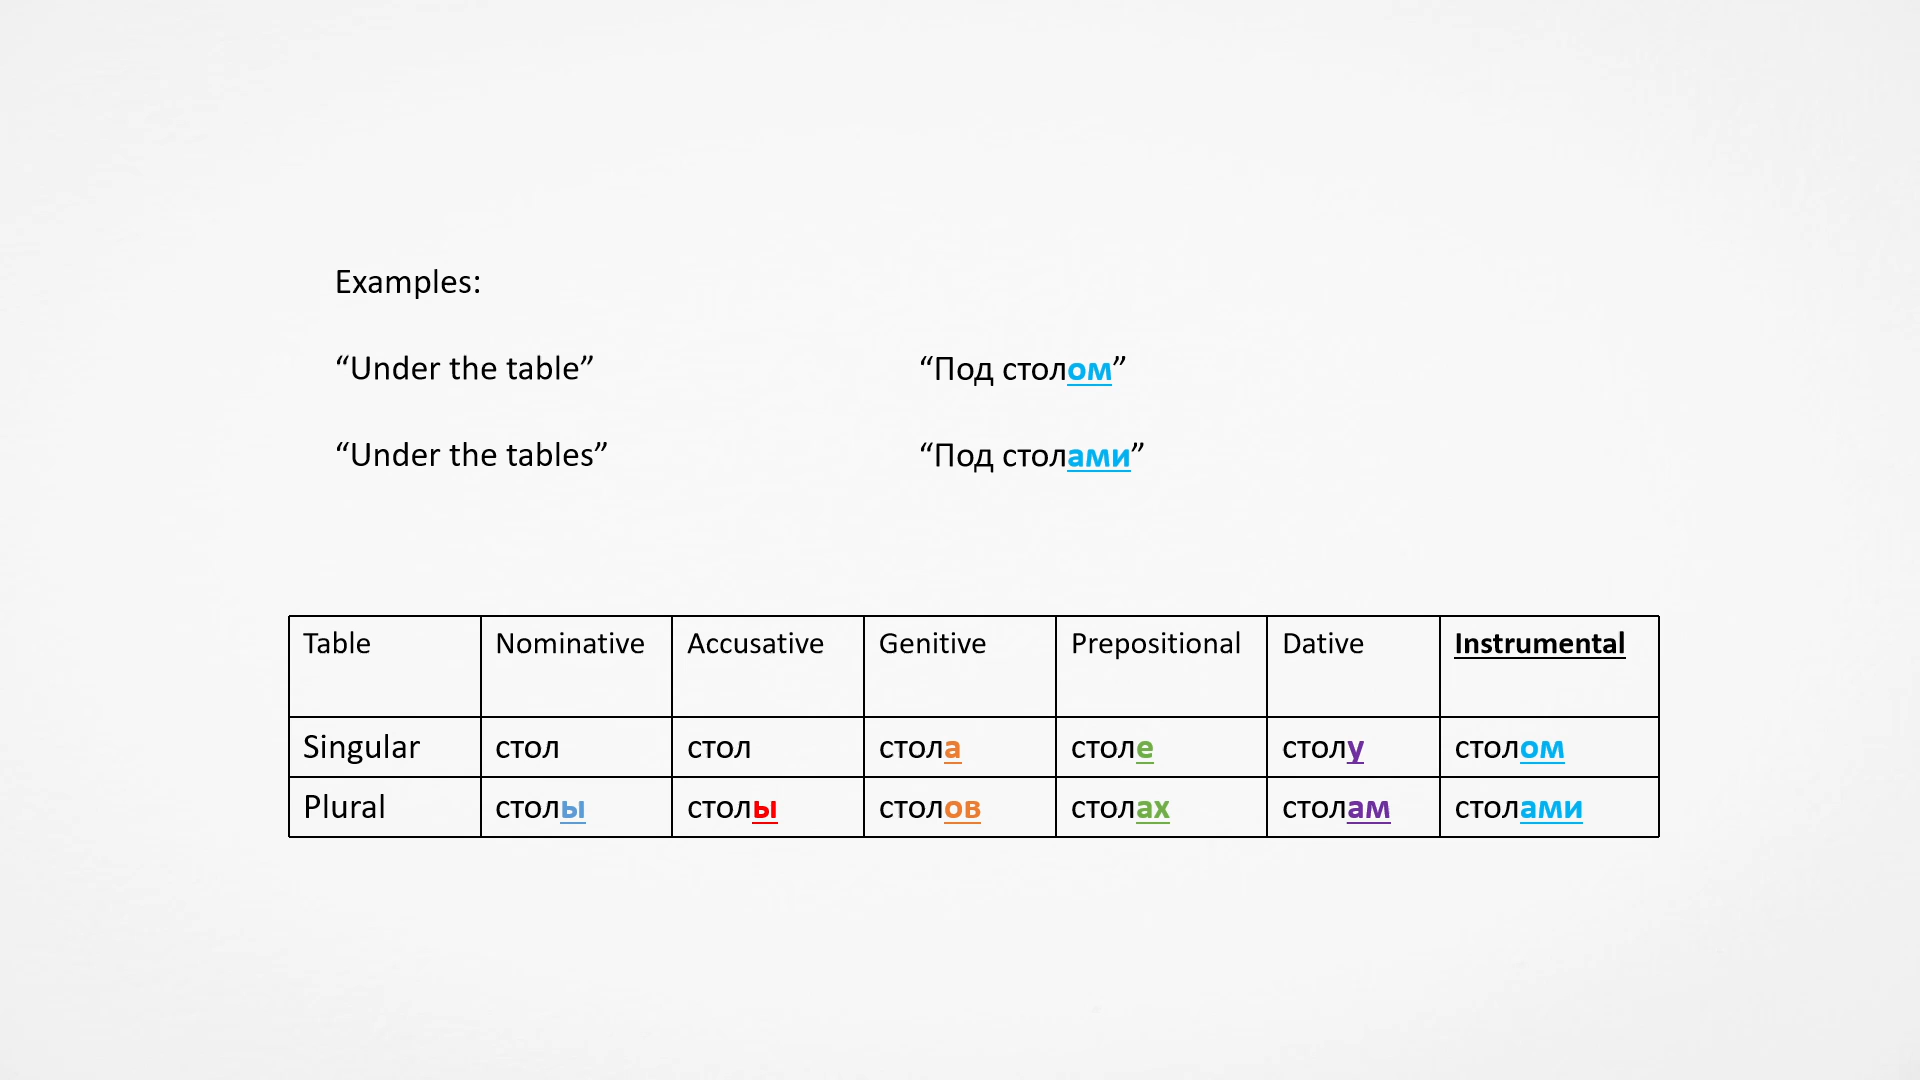 Examples:
“Under the table” “Под столом”
“Under the tables” “Под столами”
Table Nominative Accusative Genitive Prepositional Dative Instrumental
Singular стол стол стола столе столу столом
Plural столы столы столов столах столам столами